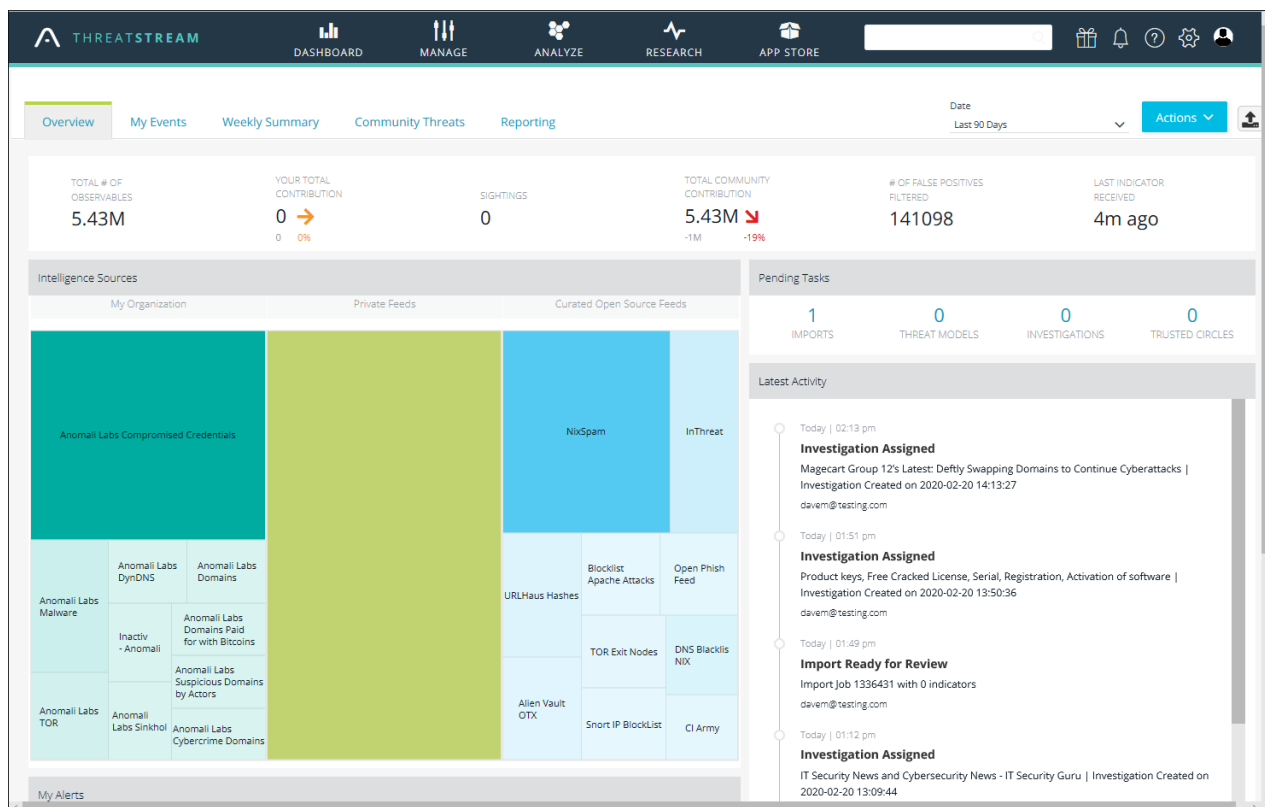 THREATSTREAM
DASHBOARD
MANAGE
ANALYZE
RESEARCH
APP STORE
Overview
My Events
Weekly Summary
Community Threats
Reporting
Date
Last 90 Days
Actions
TOTAL # OF
OBSERVABLES
5.43M
YOUR TOTAL
CONTRIBUTION
0
0 0%
SIGHTINGS
0
TOTAL COMMUNITY
CONTRIBUTION
5.43M
-1M -19%
# OF FALSE POSITIVES
FILTERED
141098
LAST INDICATOR
RECEIVED
4m ago
Intelligence Sources
My Organization
Private Feeds
Curated Open Source Feeds
Anomali Labs Compromised Credentials
Anomali Labs
Malware
Anomali Labs
DynDNS
Anomali Labs
Domains
Inactiv
- Anomali
Anomali Labs
Domains Paid
for with Bitcoins
Anomali Labs
Suspicious Domains
by Actors
Anomali Labs
TOR
Anomali
Labs Sinkhol
Anomali Labs
Cybercrime Domains
NixSpam
InThreat
URLHaus Hashes
Blocklist
Apache Attacks
Open Phish
Feed
TOR Exit Nodes
DNS Blacklis
NIX
Alien Vault
OTX
Snort IP BlockList
CI Army
My Alerts
Pending Tasks
1
IMPORTS
0
THREAT MODELS
0
INVESTIGATIONS
0
TRUSTED CIRCLES
Latest Activity
Today | 02:13 pm
Investigation Assigned
Magecart Group 12's Latest: Deftly Swapping Domains to Continue Cyberattacks |
Investigation Created on 2020-02-20 14:13:27
davem@testing.com
Today | 01:51 pm
Investigation Assigned
Product keys, Free Cracked License, Serial, Registration, Activation of software |
Investigation Created on 2020-02-20 13:50:36
davem@testing.com
Today | 01:49 pm
Import Ready for Review
Import Job 1336431 with 0 indicators
davem@testing.com
Today | 01:12 pm
Investigation Assigned
IT Security News and Cybersecurity News - IT Security Guru | Investigation Created on
2020-02-20 13:09:44